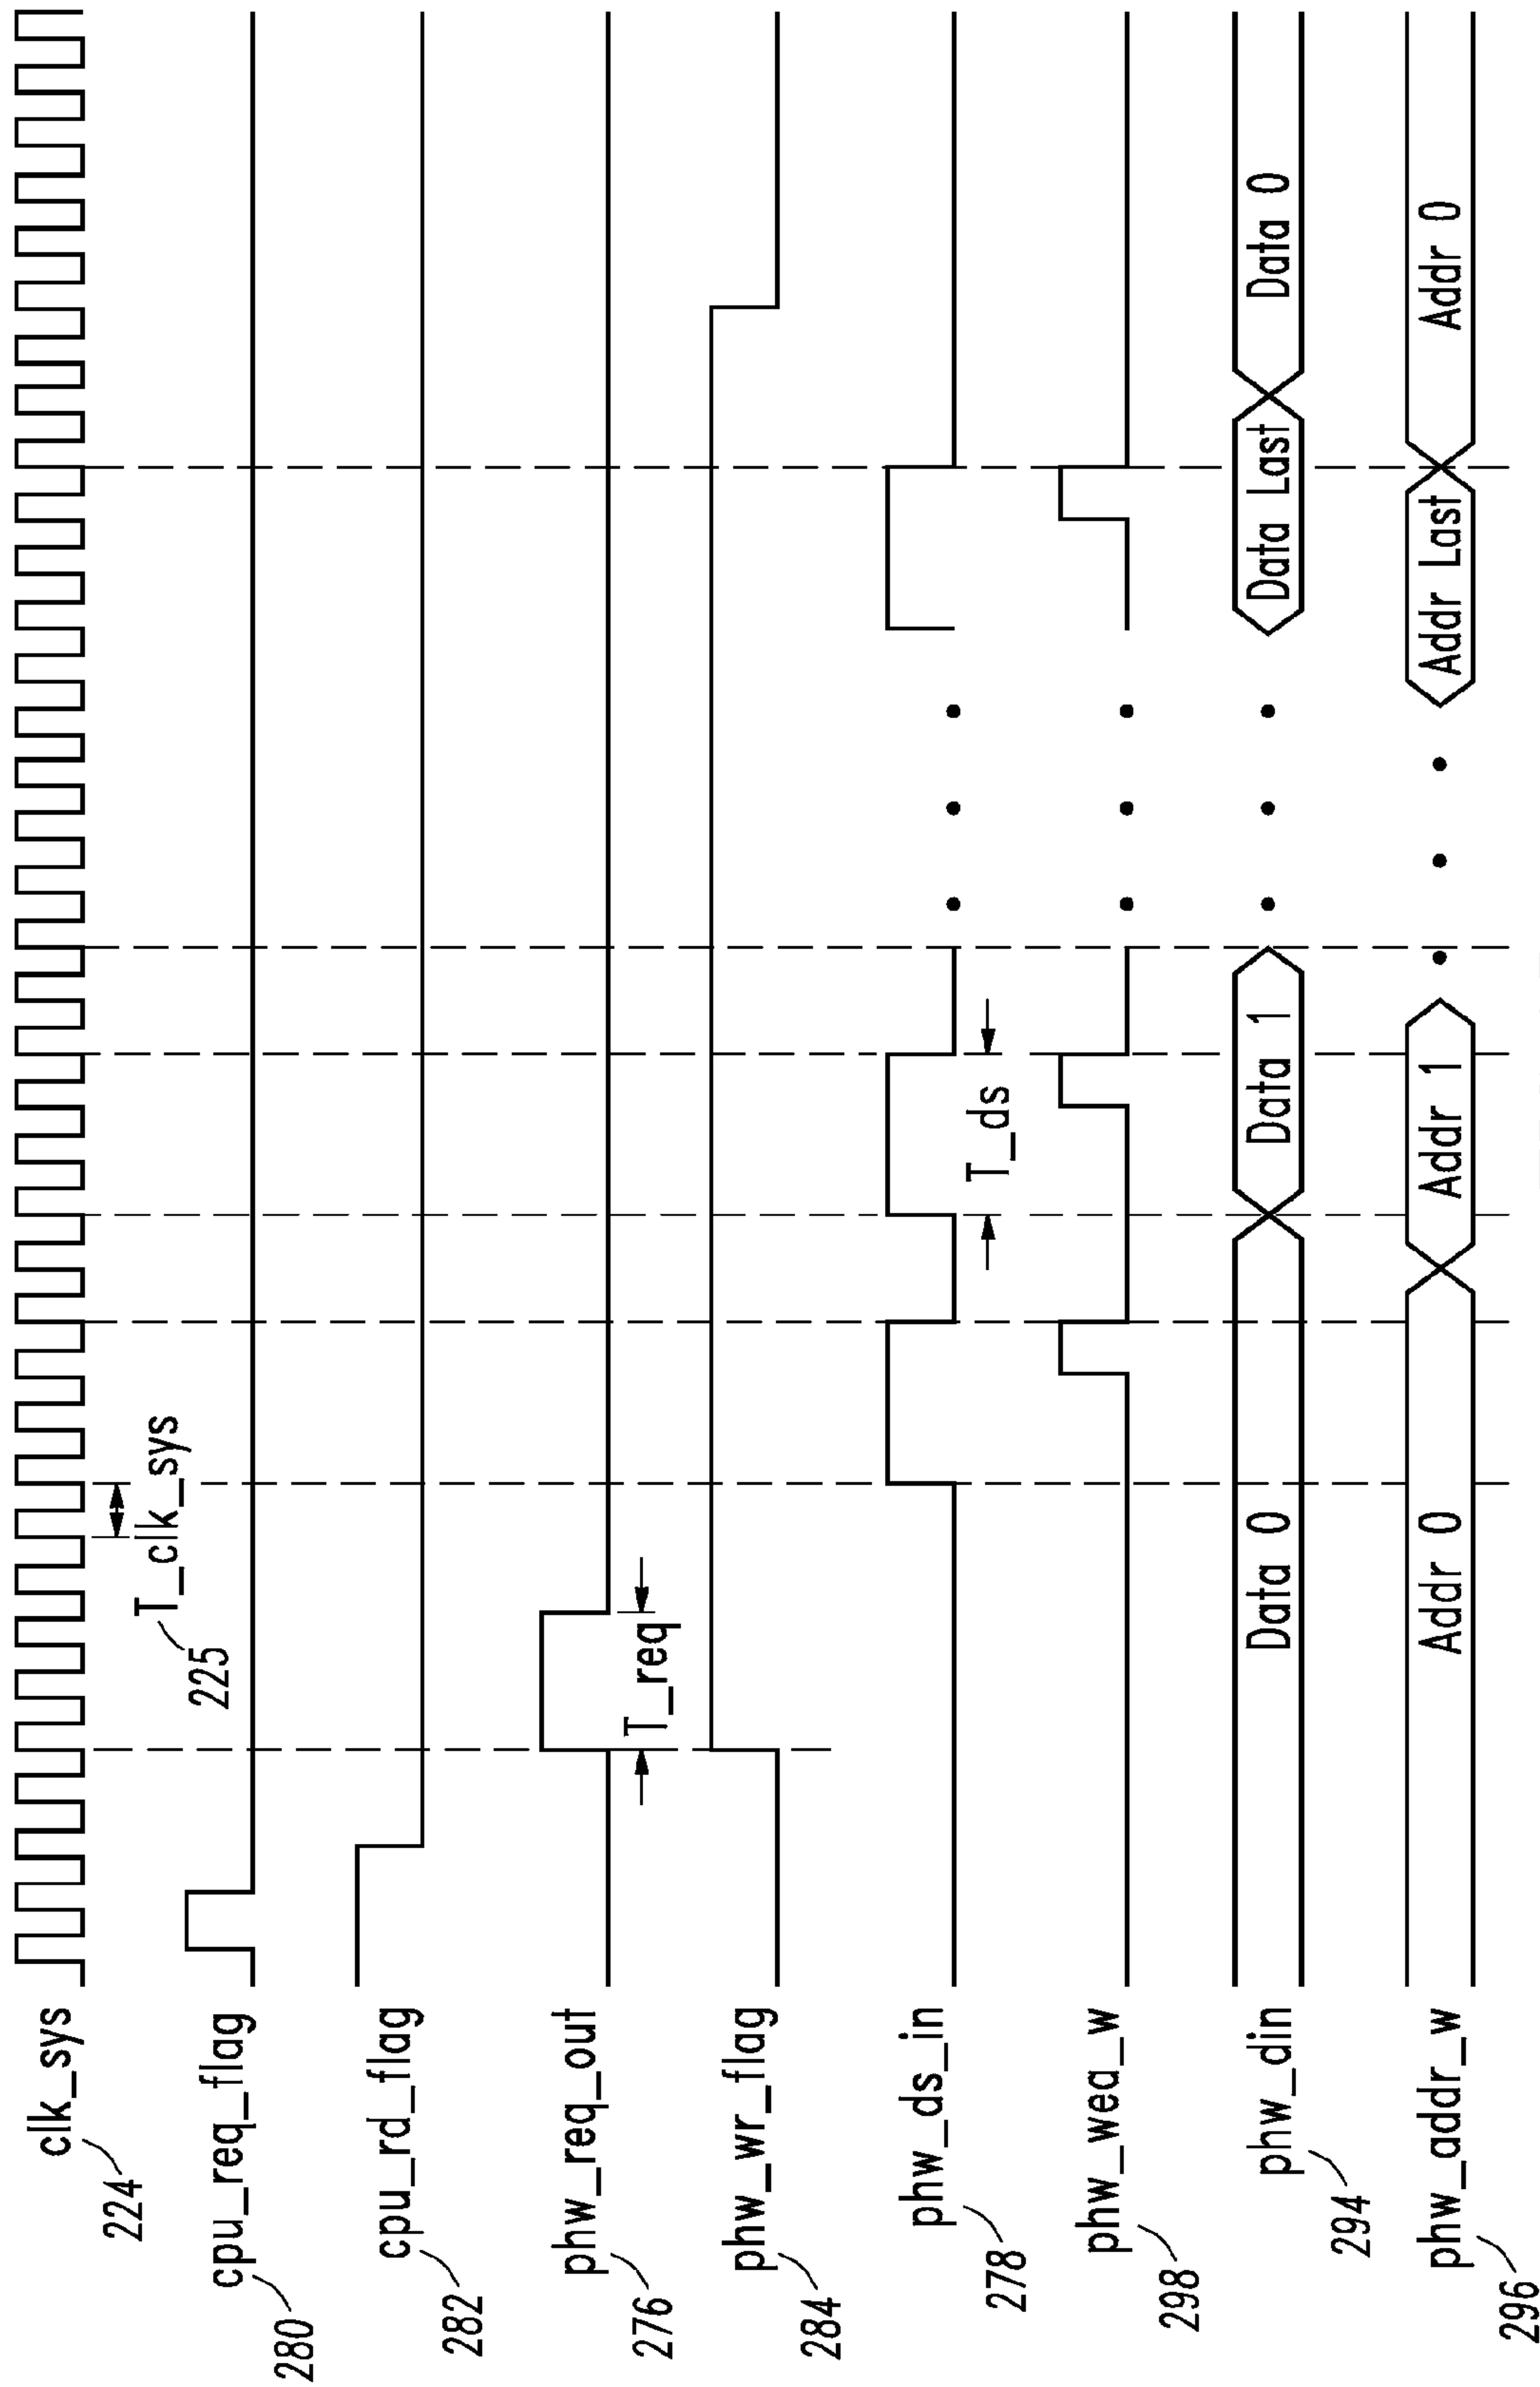 clk_sys
224
T_clk_sys
225
cpu_req_flag
280
cpu_rd_flag
282
phw_req_out
276
T_req
phw_wr_flag
284
phw_ds_in
278
T_ds
phw_wea_w
298
phw_din
294
Data 0 Data 1 Data Last Data 0
phw_addr_w
296
Addr 0 Addr 1 Addr Last Addr 0